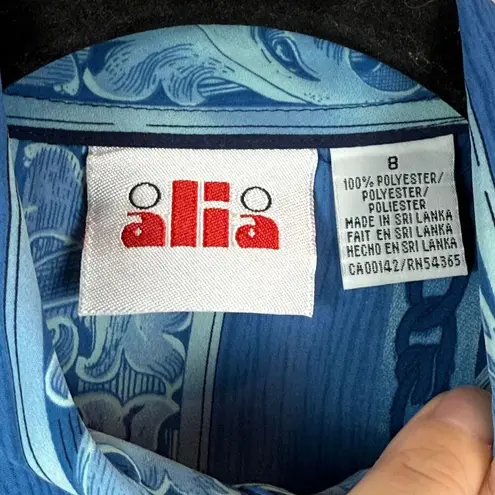 alia
8
100% POLYESTER/
POLYESTER/
POLIESTER
MADE IN SRI LANKA
FAIT EN SRI LANKA
HECHO EN SRI LANKA
CA00142/RN54365